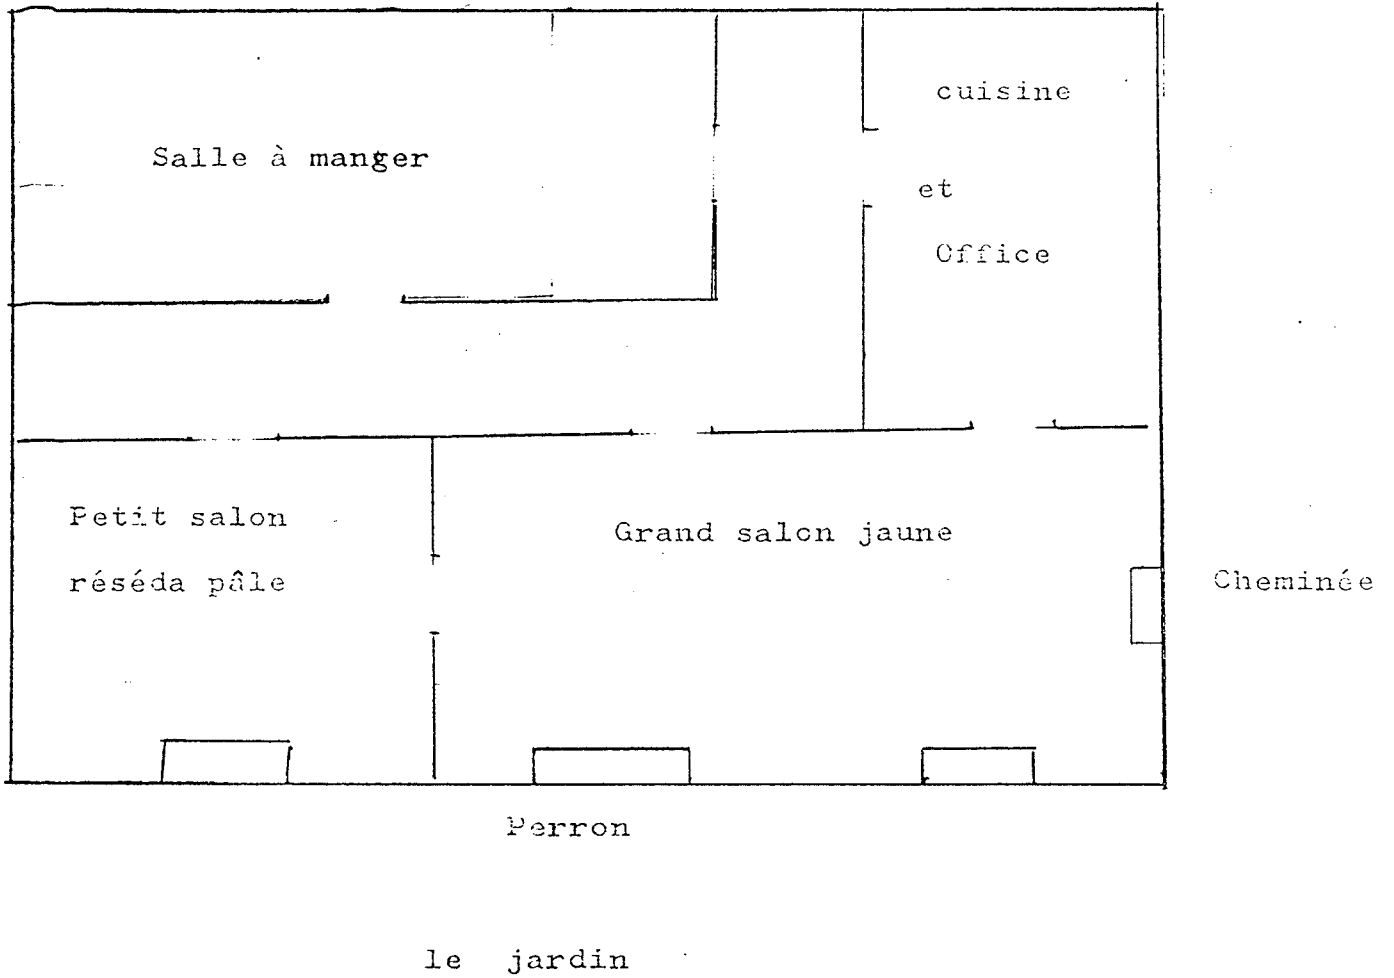 cuisine
Salle à manger
et
Office
Petit salon
réséda pâle
Grand salon jaune
Cheminée
Perron
le jardin